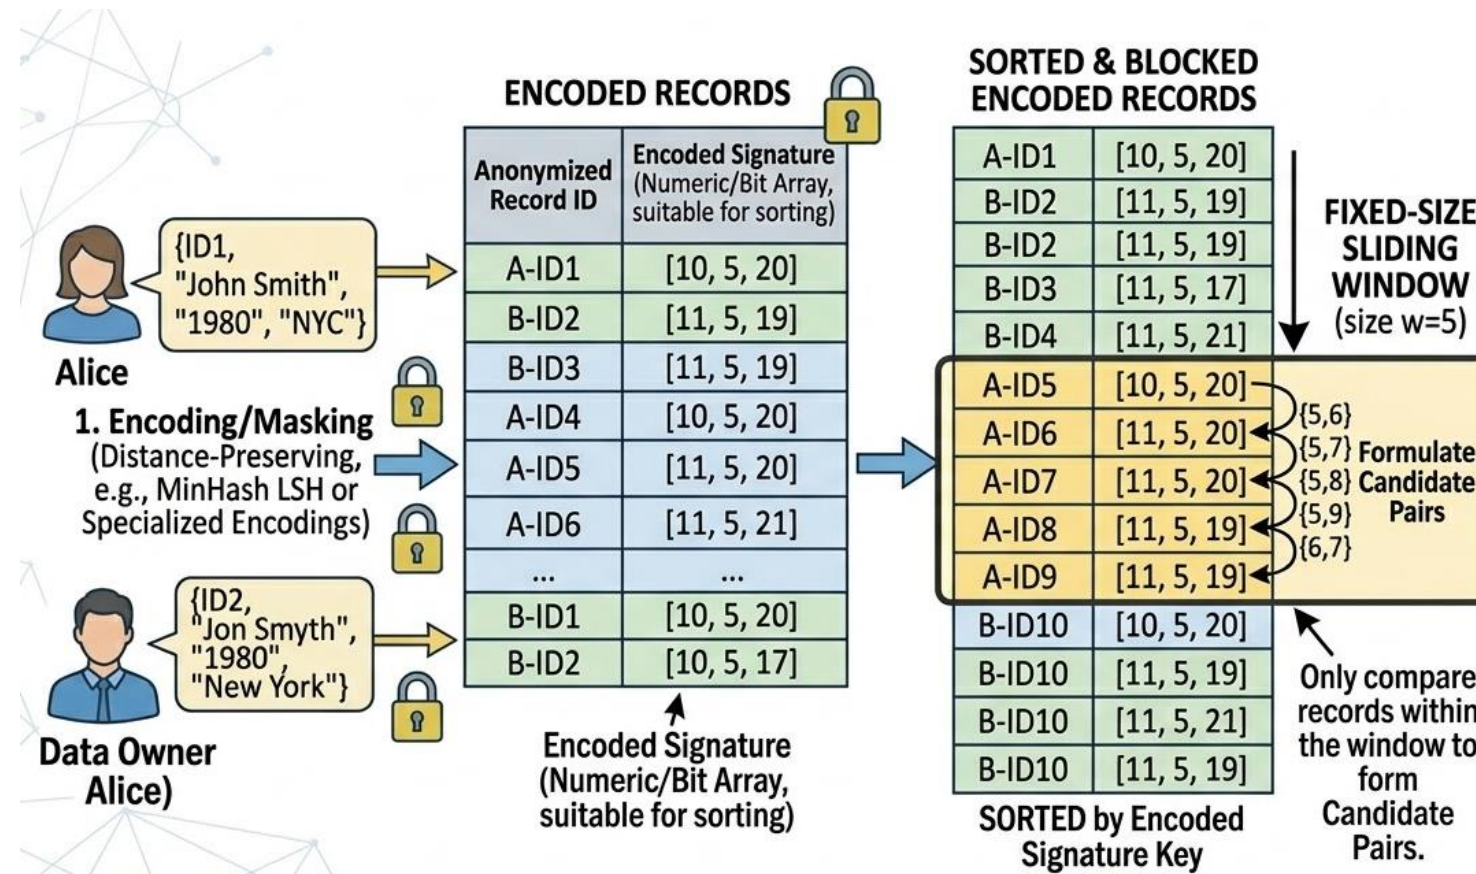 ENCODED RECORDS
Anonymized
Record ID
Encoded Signature
(Numeric/Bit Array,
suitable for sorting)
A-ID1 [10, 5, 20]
B-ID2 [11, 5, 19]
B-ID3 [11, 5, 19]
A-ID4 [10, 5, 20]
A-ID5 [11, 5, 20]
A-ID6 [11, 5, 21]
... ...
B-ID1 [10, 5, 20]
B-ID2 [10, 5, 17]
Encoded Signature
(Numeric/Bit Array,
suitable for sorting)
{ID1,
"John Smith",
"1980", "NYC"}
Alice
1. Encoding/Masking
(Distance-Preserving,
e.g., MinHash LSH or
Specialized Encodings)
{ID2,
"Jon Smyth",
"1980",
"New York"}
Data Owner
Alice)
SORTED & BLOCKED
ENCODED RECORDS
A-ID1 [10, 5, 20]
B-ID2 [11, 5, 19]
B-ID2 [11, 5, 19]
B-ID3 [11, 5, 17]
B-ID4 [11, 5, 21]
A-ID5 [10, 5, 20]
A-ID6 [11, 5, 20]
A-ID7 [11, 5, 20]
A-ID8 [11, 5, 19]
A-ID9 [11, 5, 19]
B-ID10 [10, 5, 20]
B-ID10 [11, 5, 19]
B-ID10 [11, 5, 21]
B-ID10 [11, 5, 19]
SORTED by Encoded
Signature Key
FIXED-SIZE
SLIDING
WINDOW
(size w=5)
{5,6}
{5,7}
{5,8}
{5,9}
{6,7}
Formulate
Candidate
Pairs
Only compare
records within
the window to
form
Candidate
Pairs.